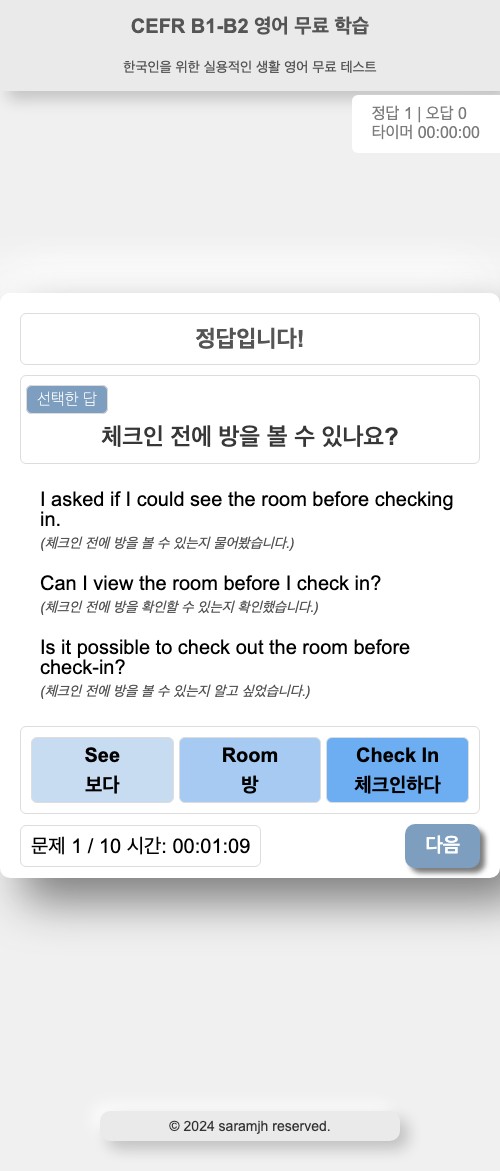 CEFR B1-B2 영어 무료 학습
한국인을 위한 실용적인 생활 영어 무료 테스트
정답 1 | 오답 0
타이머 00:00:00
정답입니다!
선택한 답
체크인 전에 방을 볼 수 있나요?
I asked if I could see the room before checking
in.
(체크인 전에 방을 볼 수 있는지 물어봤습니다.)
Can I view the room before I check in?
(체크인 전에 방을 확인할 수 있는지 확인했습니다.)
Is it possible to check out the room before
check-in?
(체크인 전에 방을 볼 수 있는지 알고 싶었습니다.)
See
보다
Room
방
Check In
체크인하다
문제 1 / 10 시간: 00:01:09
다음
© 2024 saramjh reserved.